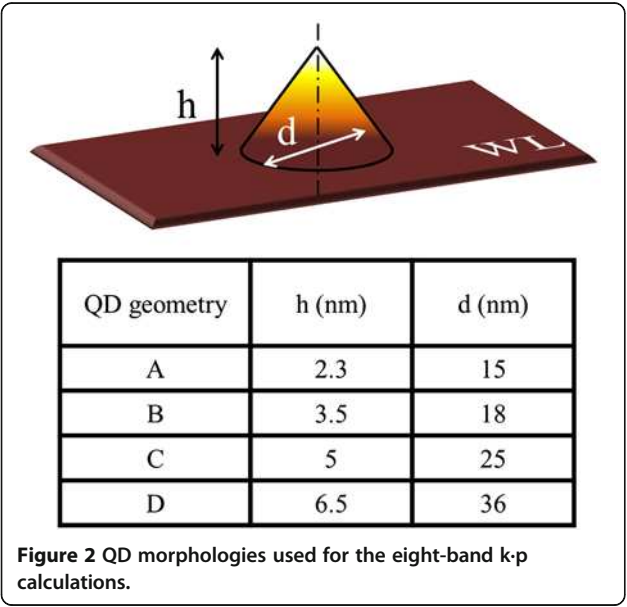 h
d
WL
QD geometry h (nm) d (nm)
A 2.3 15
B 3.5 18
C 5 25
D 6.5 36
Figure 2 QD morphologies used for the eight-band k·p
calculations.